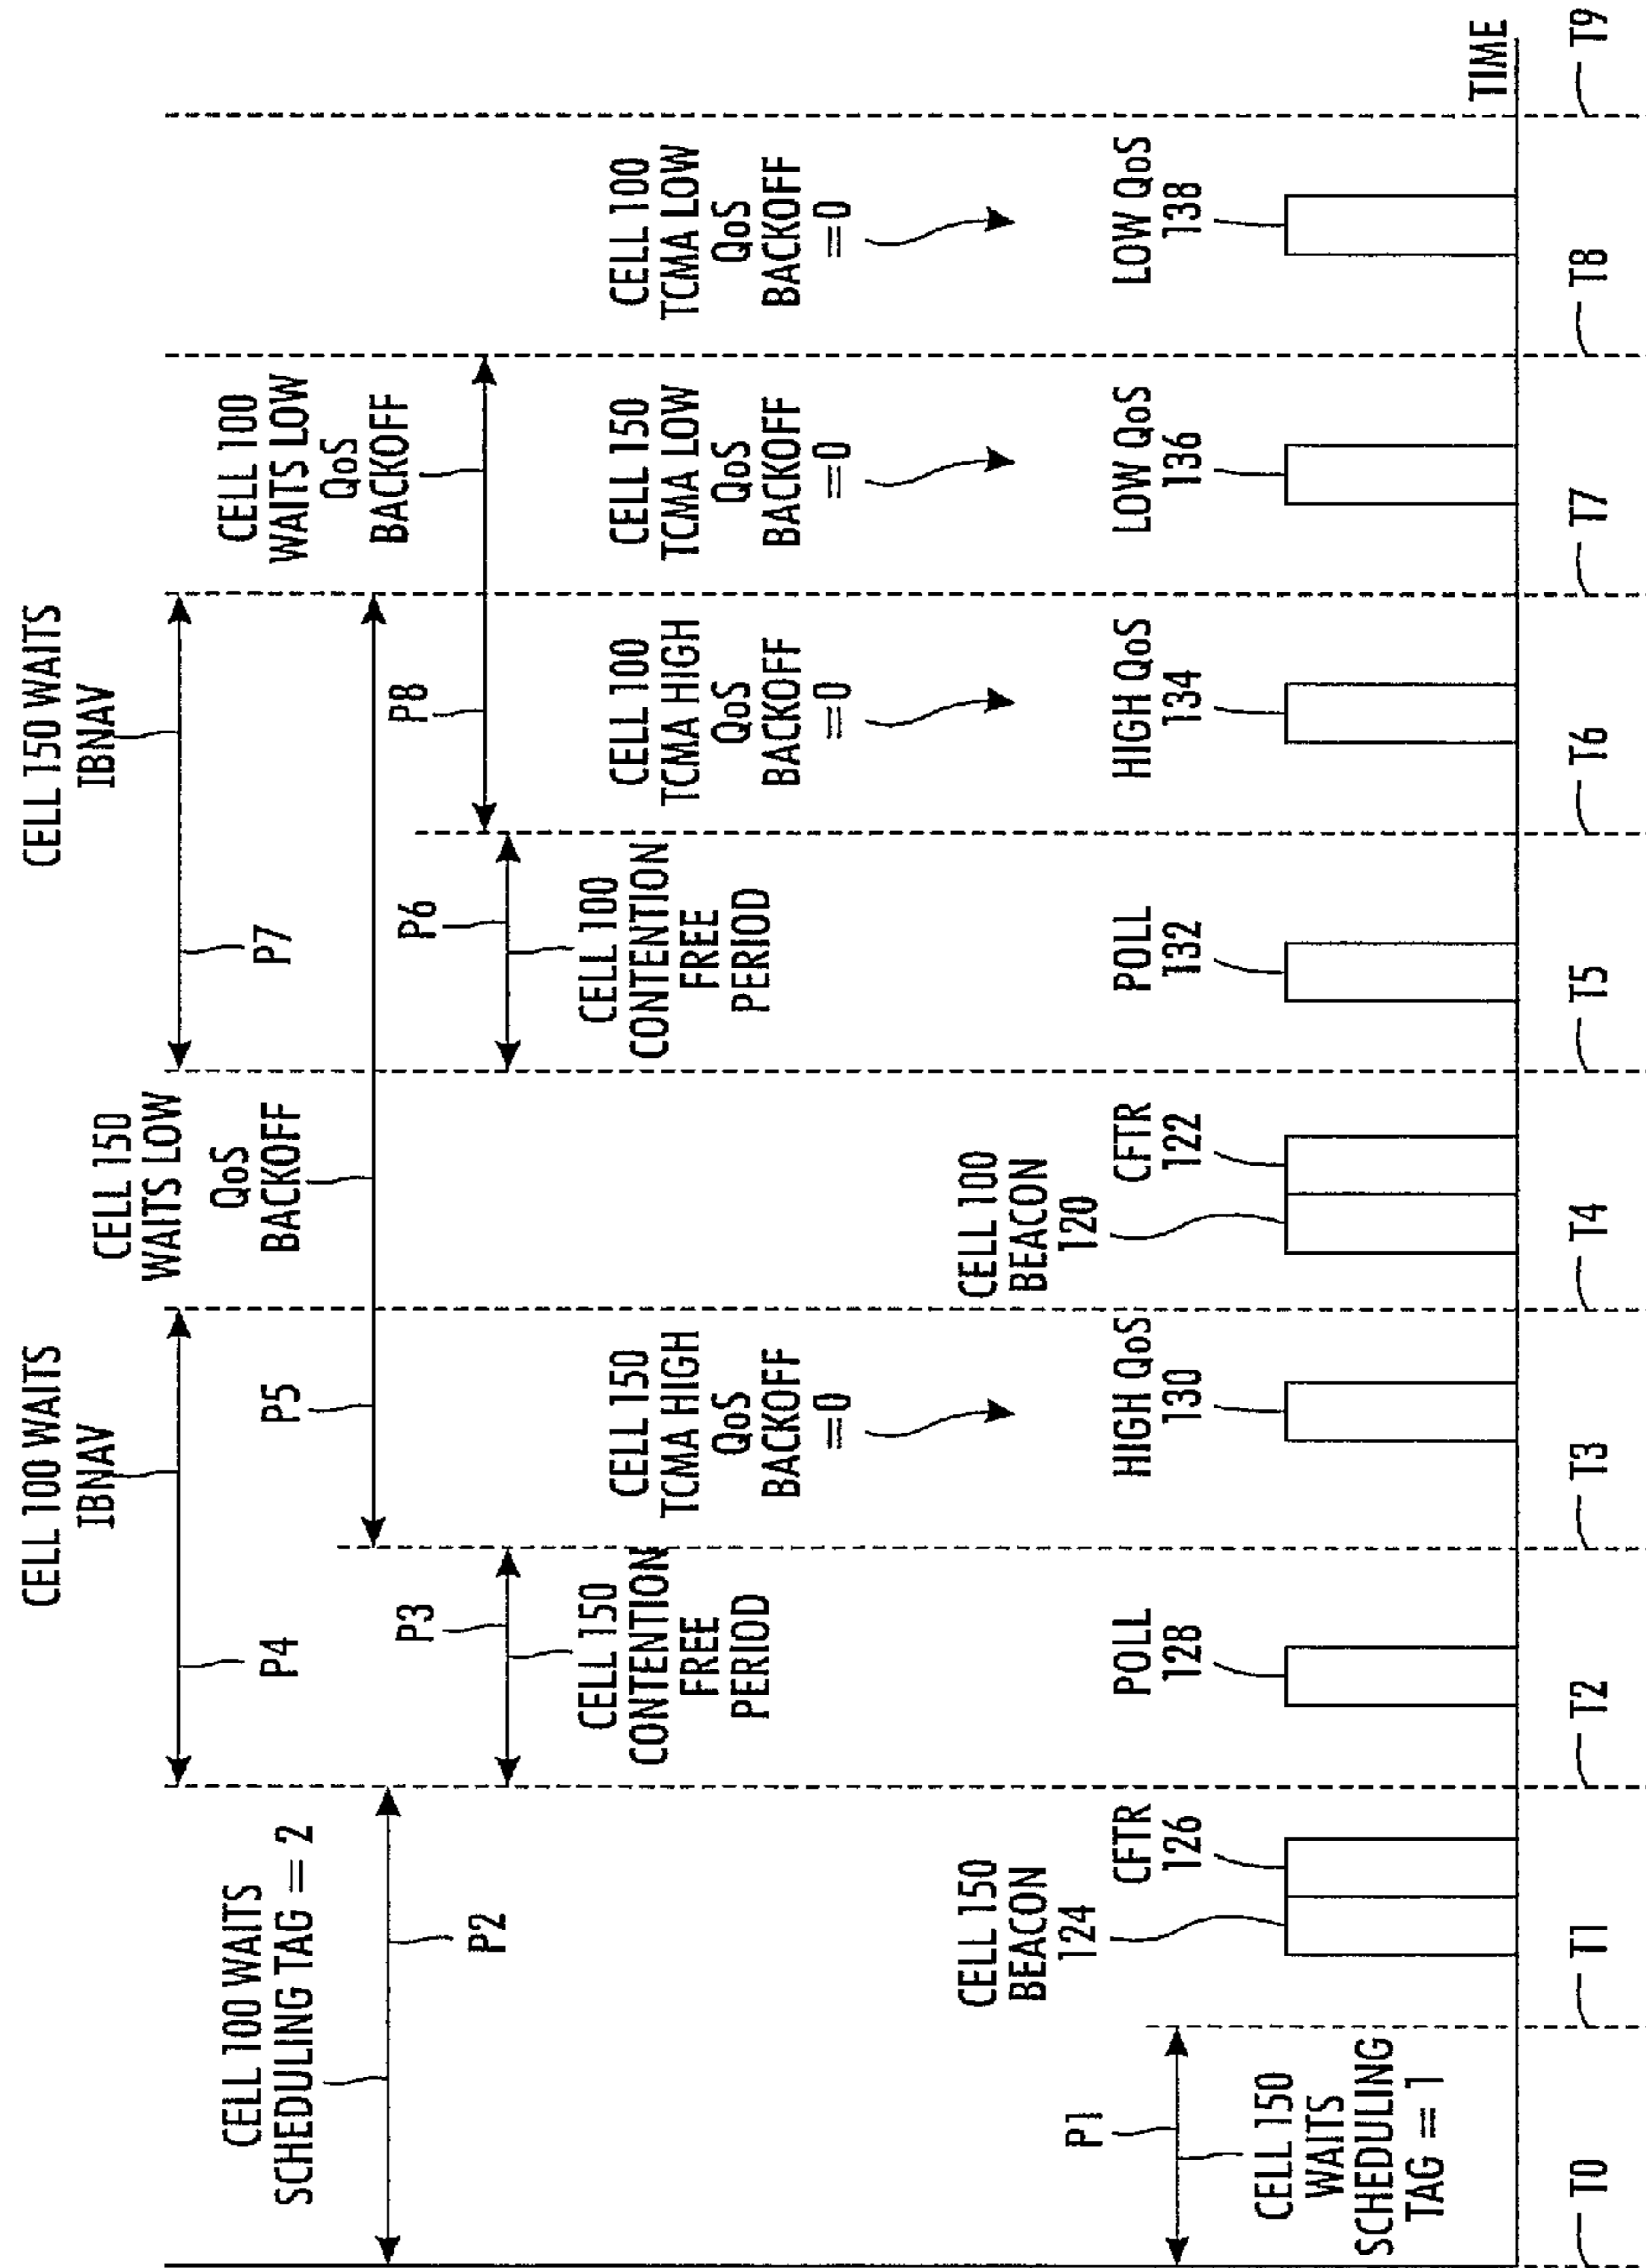 CELL 100 WAITS
SCHEDULING TAG = 2
P2
P1
CELL 150
WAITS
SCHEDULING
TAG = 1
CELL 150
BEACON
124
CFTR
126
CELL 100 WAITS
IBNAV
P4
P3
CELL 150
CONTENTION
FREE
PERIOD
POLL
128
P5
CELL 150
TCMA HIGH
QoS
BACKOFF
=0
HIGH QoS
130
CELL 150
WAITS LOW
QoS
BACKOFF
CELL 100
BEACON
120
CFTR
122
CELL 150 WAITS
IBNAV
P7
P6
CELL 100
CONTENTION
FREE
PERIOD
POLL
132
P8
CELL 100
TCMA HIGH
QoS
BACKOFF
=0
HIGH QoS
134
CELL 100
WAITS LOW
QoS
BACKOFF
CELL 150
TCMA LOW
QoS
BACKOFF
=0
LOW QoS
136
CELL 100
TCMA LOW
QoS
BACKOFF
=0
LOW QoS
138
TIME
T0
T1
T2
T3
T4
T5
T6
T7
T8
T9